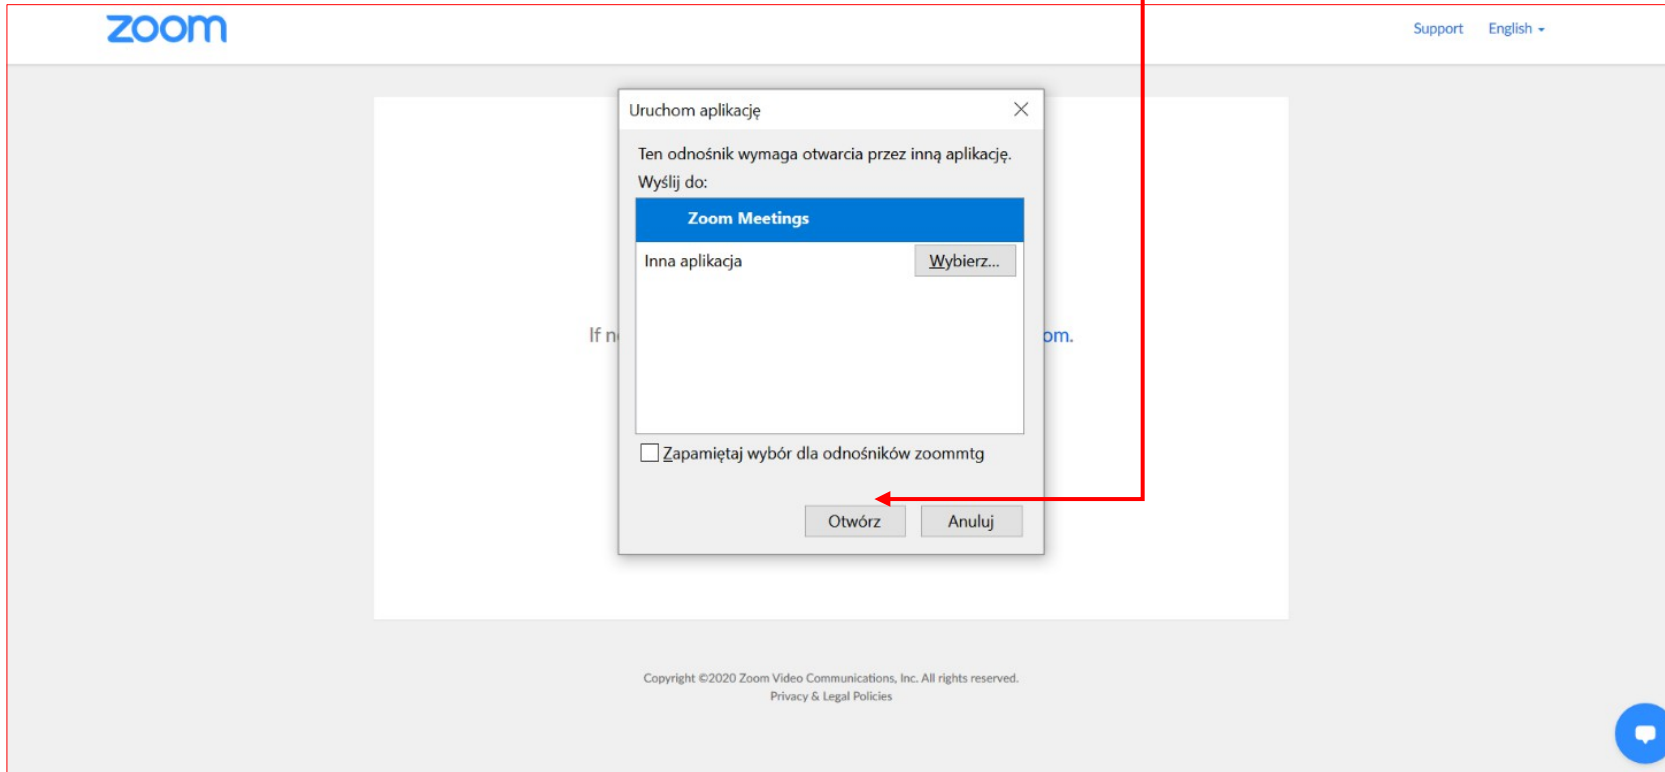 zoom
Support English
Uruchom aplikację
Ten odnośnik wymaga otwarcia przez inną aplikację.
Wyślij do:
Zoom Meetings
Inna aplikacja Wybierz...
If
om.
Zapamiętaj wybór dla odnośników zoommtg
Otwórz Anuluj
Copyright ©2020 Zoom Video Communications, Inc. All rights reserved.
Privacy & Legal Policies